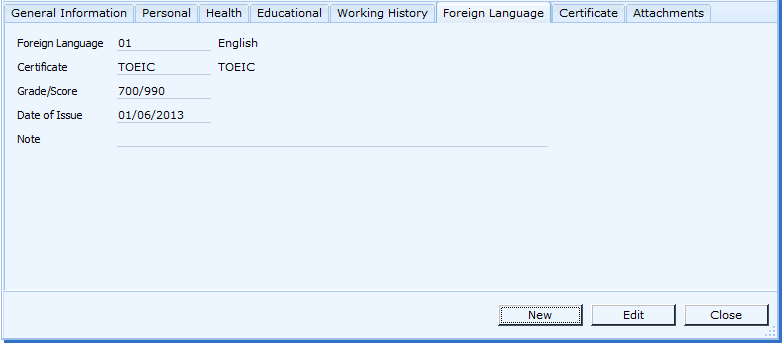 General Information Personal Health Educational Working History Foreign Language Certificate Attachments
Foreign Language 01 English
Certificate TOEIC TOEIC
Grade/Score 700/990
Date of Issue 01/06/2013
Note
New Edit Close